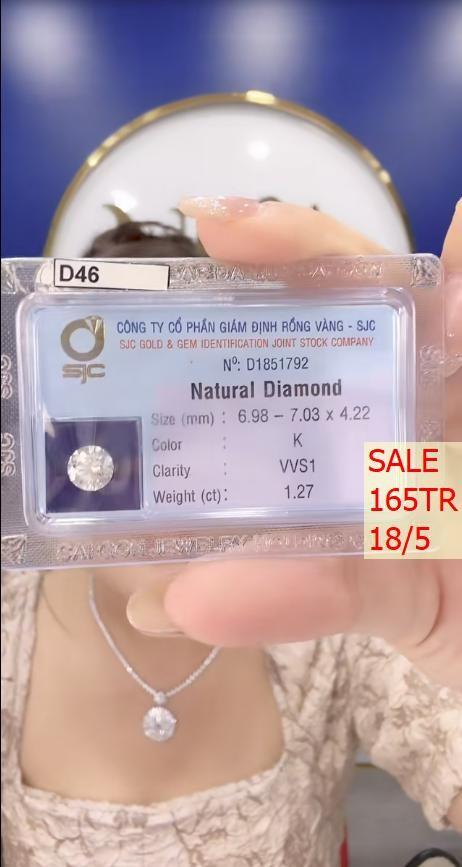 D46
CÔNG TY CỔ PHẦN GIÁM ĐỊNH RỒNG VÀNG - SJC
SJC GOLD & GEM IDENTIFICATION JOINT STOCK COMPANY
SJC
Nº: D1851792
Natural Diamond
Size (mm) : 6.98 – 7.03 x 4.22
Color : K
Clarity : VVS1
Weight (ct) : 1.27
SALE
165TR
18/5